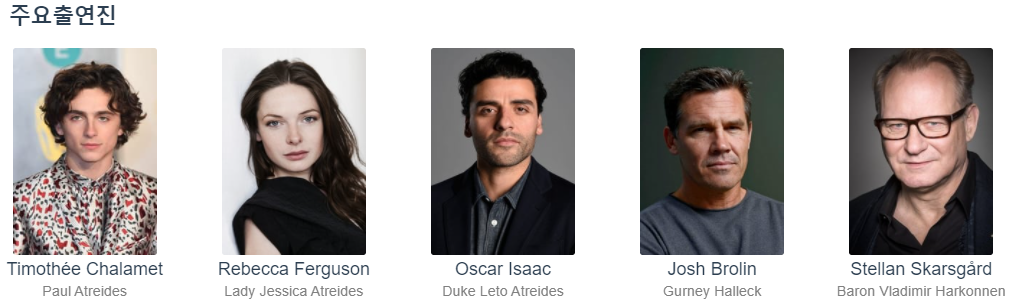 주요출연진
Timothée Chalamet
Paul Atreides
Rebecca Ferguson
Lady Jessica Atreides
Oscar Isaac
Duke Leto Atreides
Josh Brolin
Gurney Halleck
Stellan Skarsgård
Baron Vladimir Harkonnen